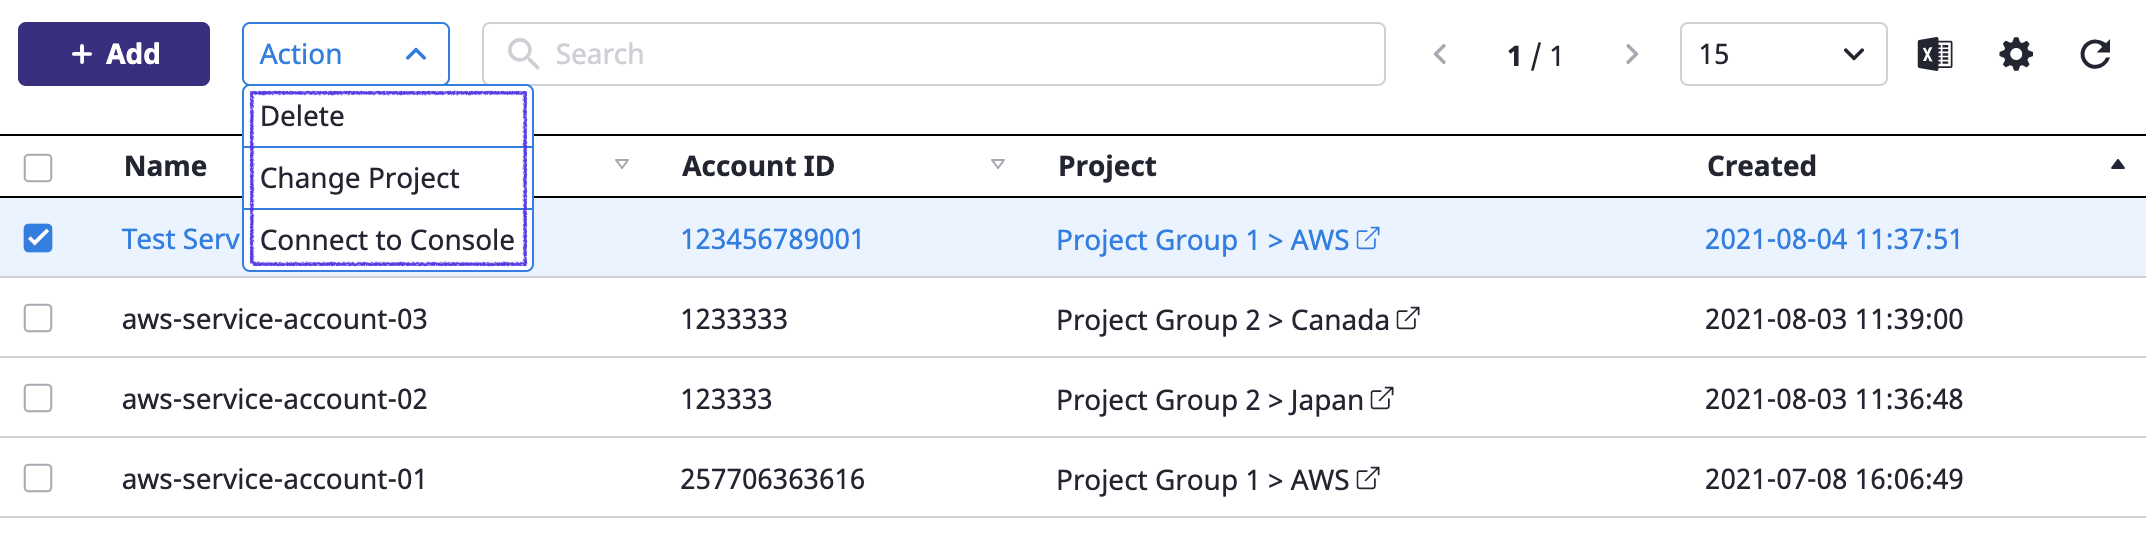 + Add Action Search 1 / 1 15
Delete
Name Account ID Project Created
Change Project
Test Serv 123456789001 Project Group 1 > AWS 2021-08-04 11:37:51
Connect to Console
aws-service-account-03 1233333 Project Group 2 > Canada 2021-08-03 11:39:00
aws-service-account-02 123333 Project Group 2 > Japan 2021-08-03 11:36:48
aws-service-account-01 257706363616 Project Group 1 > AWS 2021-07-08 16:06:49